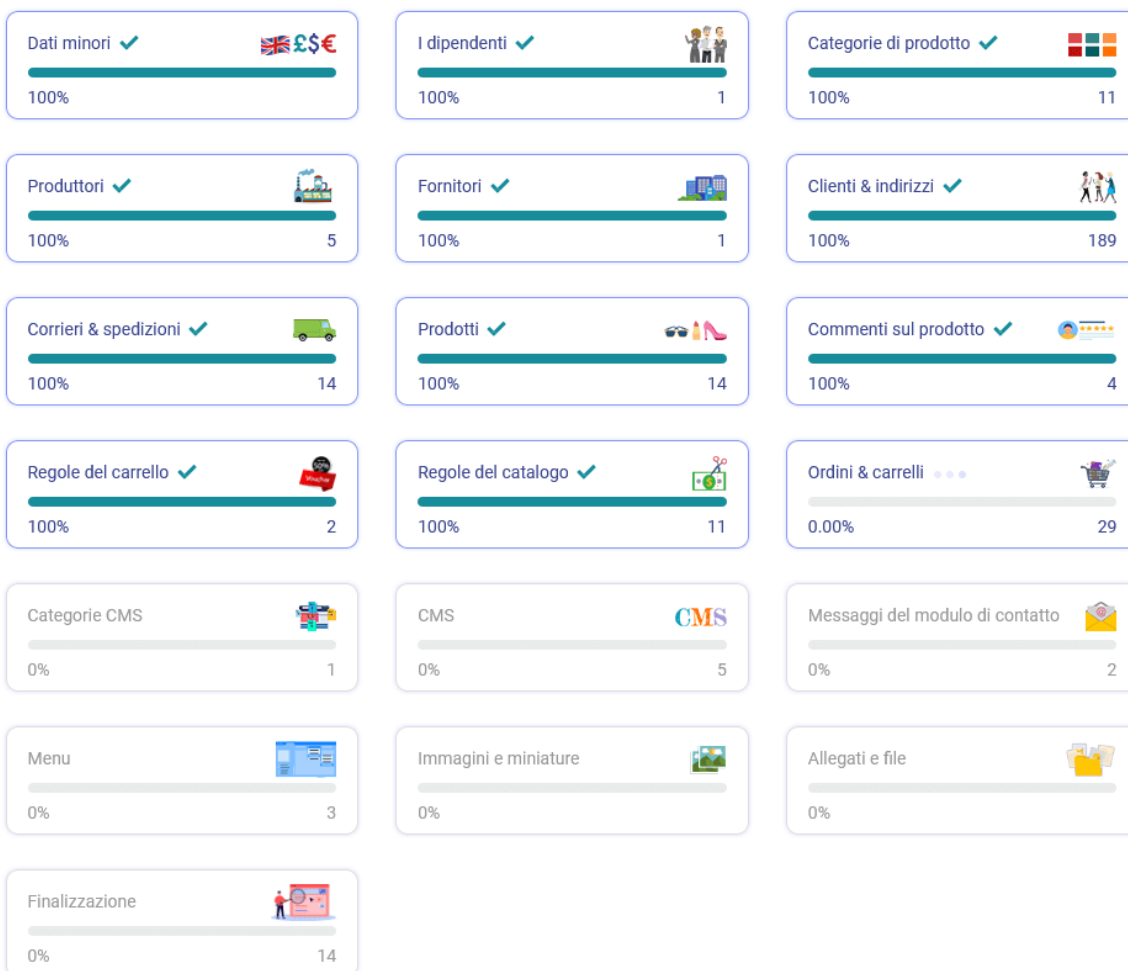 Dati minori
£$€
100%
I dipendenti
100%
1
Categorie di prodotto
100%
11
Produttori
100%
5
Fornitori
100%
1
Clienti & indirizzi
100%
189
Corrieri & spedizioni
100%
14
Prodotti
100%
14
Commenti sul prodotto
100%
4
Regole del carrello
Voucher
100%
2
Regole del catalogo
$
100%
11
Ordini & carrelli
0.00%
29
Categorie CMS
0%
1
CMS
CMS
0%
5
Messaggi del modulo di contatto
@
0%
2
Menu
0%
3
Immagini e miniature
0%
Allegati e file
0%
Finalizzazione
0%
14